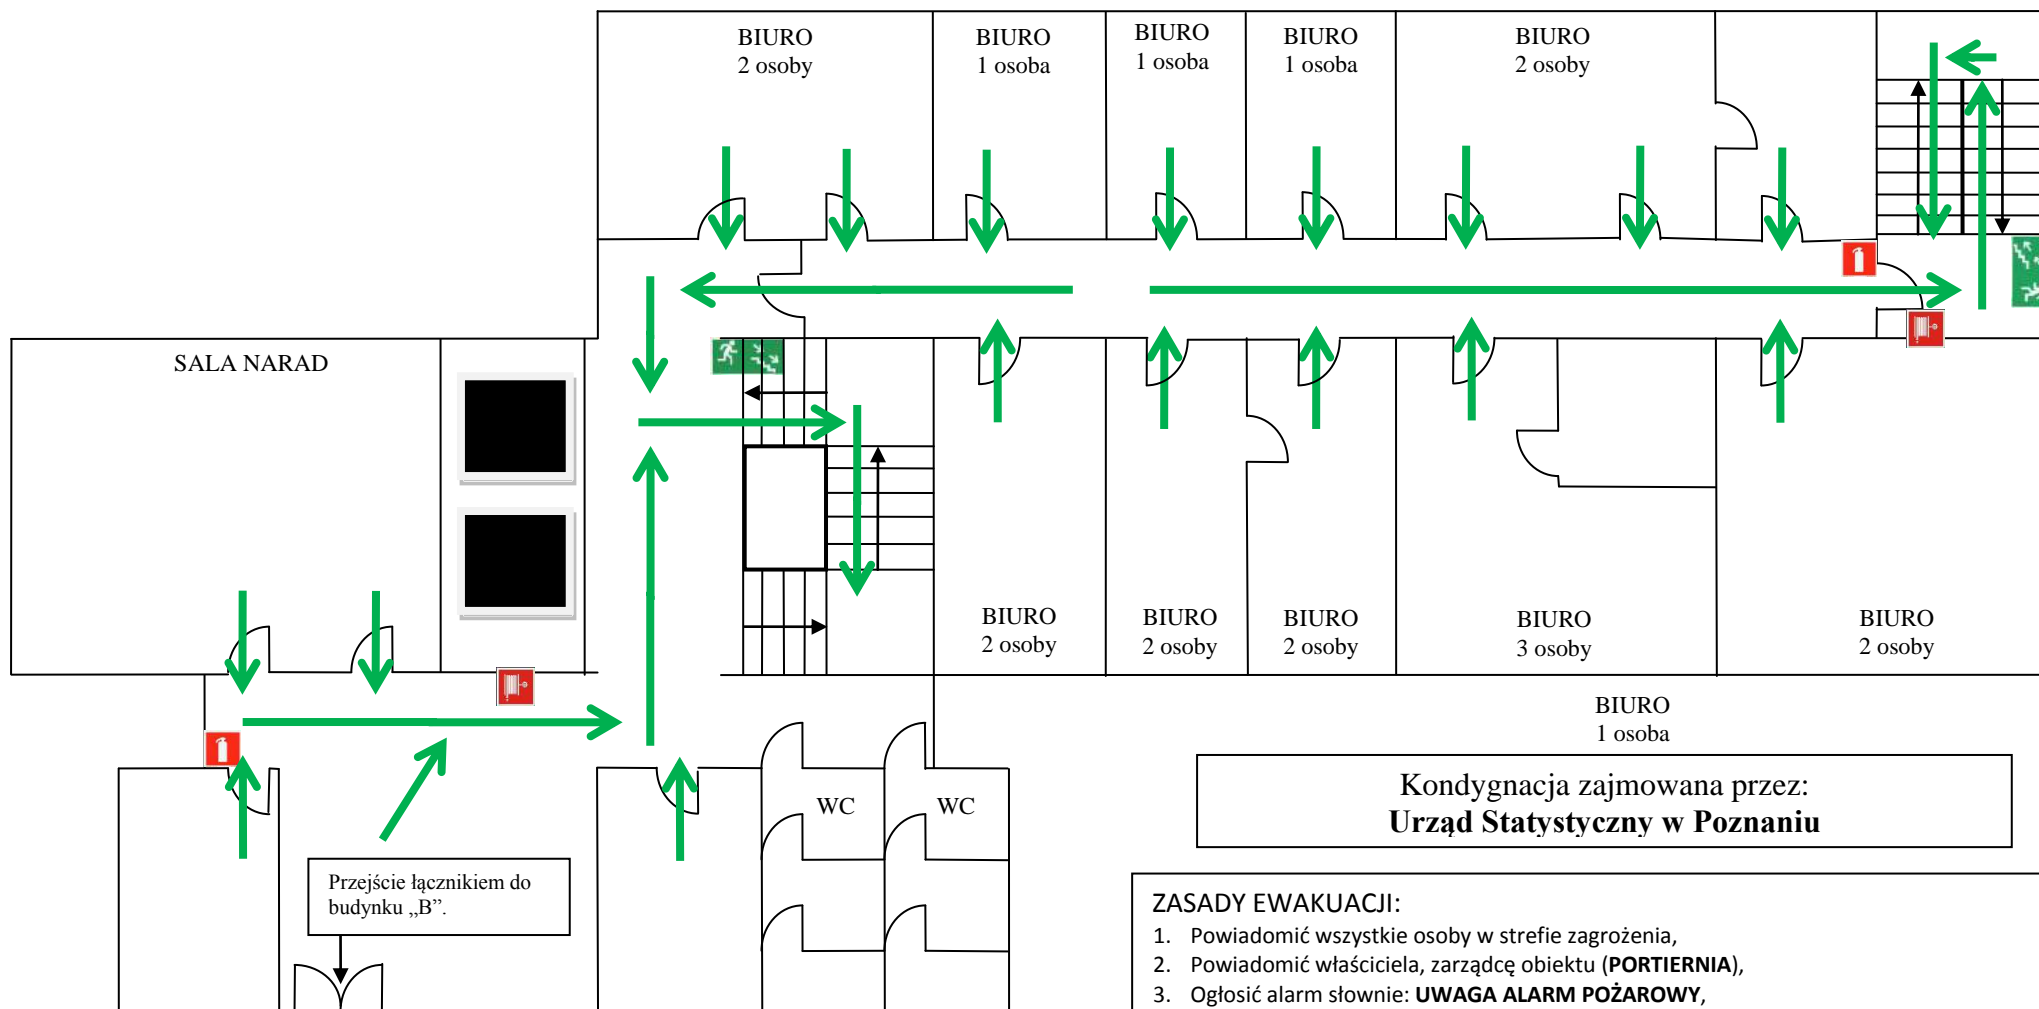 BIURO
2 osoby
BIURO
1 osoba
BIURO
1 osoba
BIURO
1 osoba
BIURO
2 osoby
SALA NARAD
BIURO
2 osoby
BIURO
2 osoby
BIURO
2 osoby
BIURO
3 osoby
BIURO
2 osoby
BIURO
1 osoba
WC
WC
Kondygnacja zajmowana przez:
Urząd Statystyczny w Poznaniu
Przejście łącznikiem do
budynku „B”.
ZASADY EWAKUACJI:
1. Powiadomić wszystkie osoby w strefie zagrożenia,
2. Powiadomić właściciela, zarządcę obiektu (PORTIERNIA),
3. Ogłosić alarm słownie: UWAGA ALARM POŻAROWY,